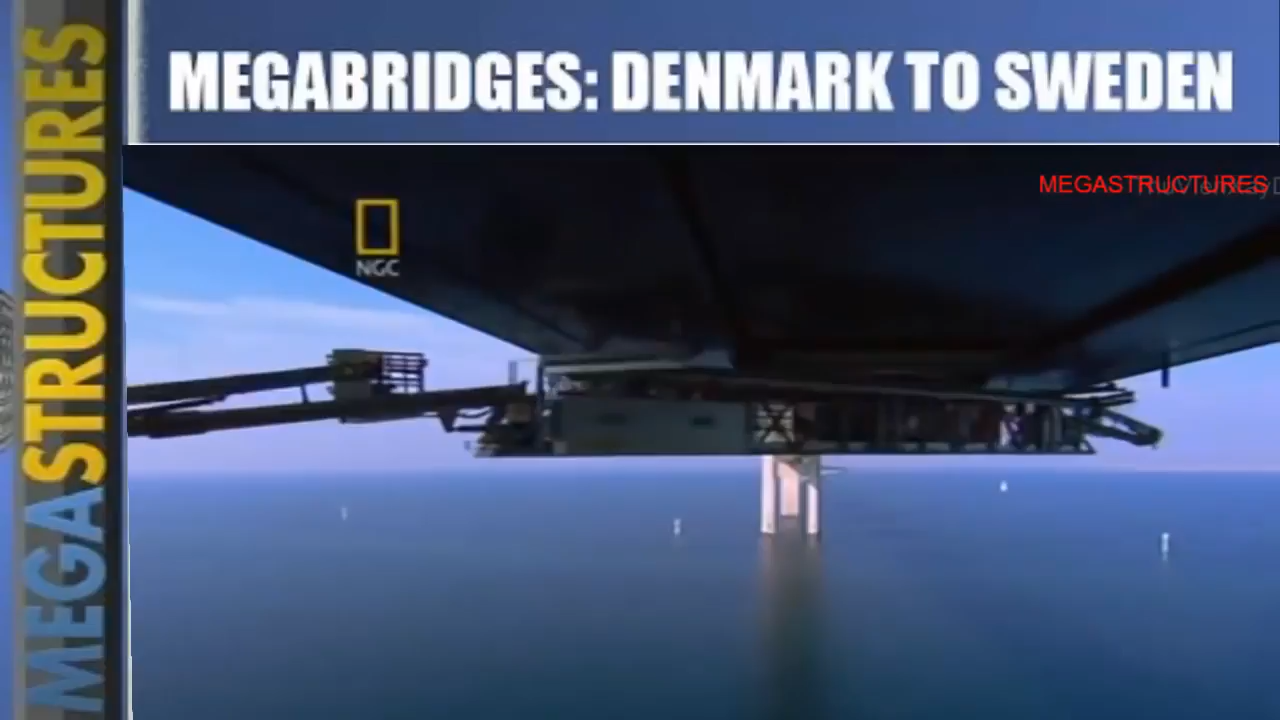 MEGABRIDGES: DENMARK TO SWEDEN
MEGASTRUCTURES
MEGASTRUCTURES
NGC